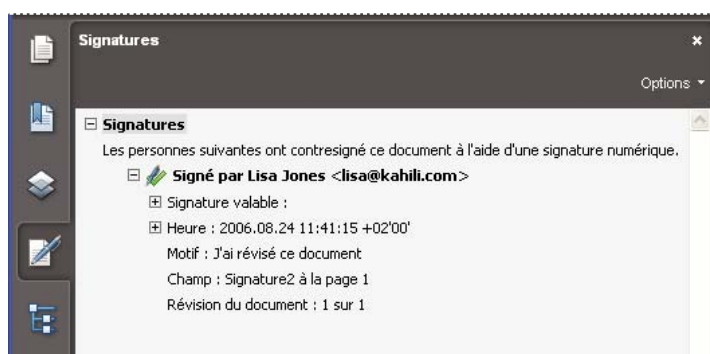 Signatures
Options
Signatures
Les personnes suivantes ont contresigné ce document à l'aide d'une signature numérique.
Signé par Lisa Jones <lisa@kahili.com>
Signature valable :
Heure : 2006.08.24 11:41:15 +02'00'
Motif : J'ai révisé ce document
Champ : Signature2 à la page 1
Révision du document : 1 sur 1